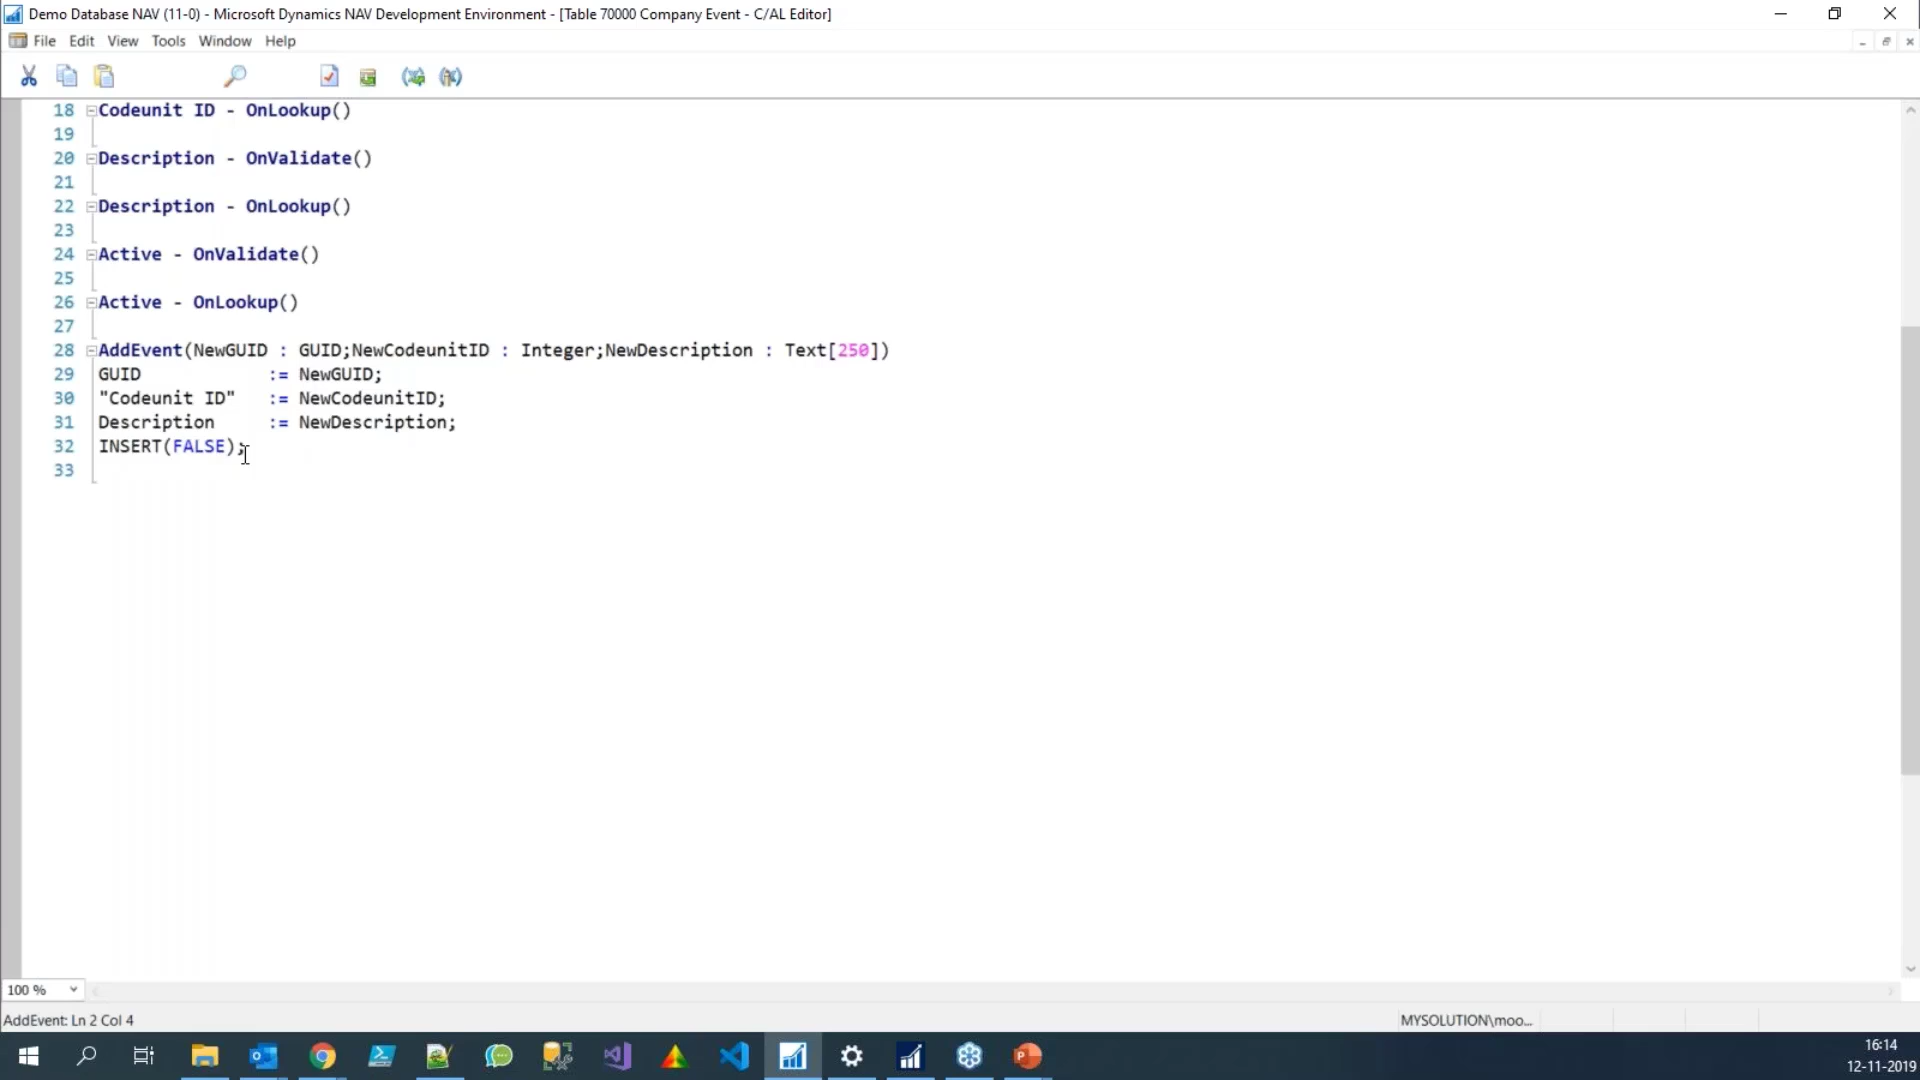 Demo Database NAV (11-0) - Microsoft Dynamics NAV Development Environment - [Table 70000 Company Event - C/AL Editor]
File Edit View Tools Window Help
18 Codeunit ID - OnLookup()
19
20 Description - OnValidate()
21
22 Description - OnLookup()
23
24 Active - OnValidate()
25
26 Active - OnLookup()
27
28 AddEvent(NewGUID : GUID;NewCodeunitID : Integer;NewDescription : Text[250])
29 GUID := NewGUID;
30 "Codeunit ID" := NewCodeunitID;
31 Description := NewDescription;
32 INSERT(FALSE);
33
100 %
AddEvent: Ln 2 Col 4
MYSOLUTION\moo...
16:14
12-11-2019